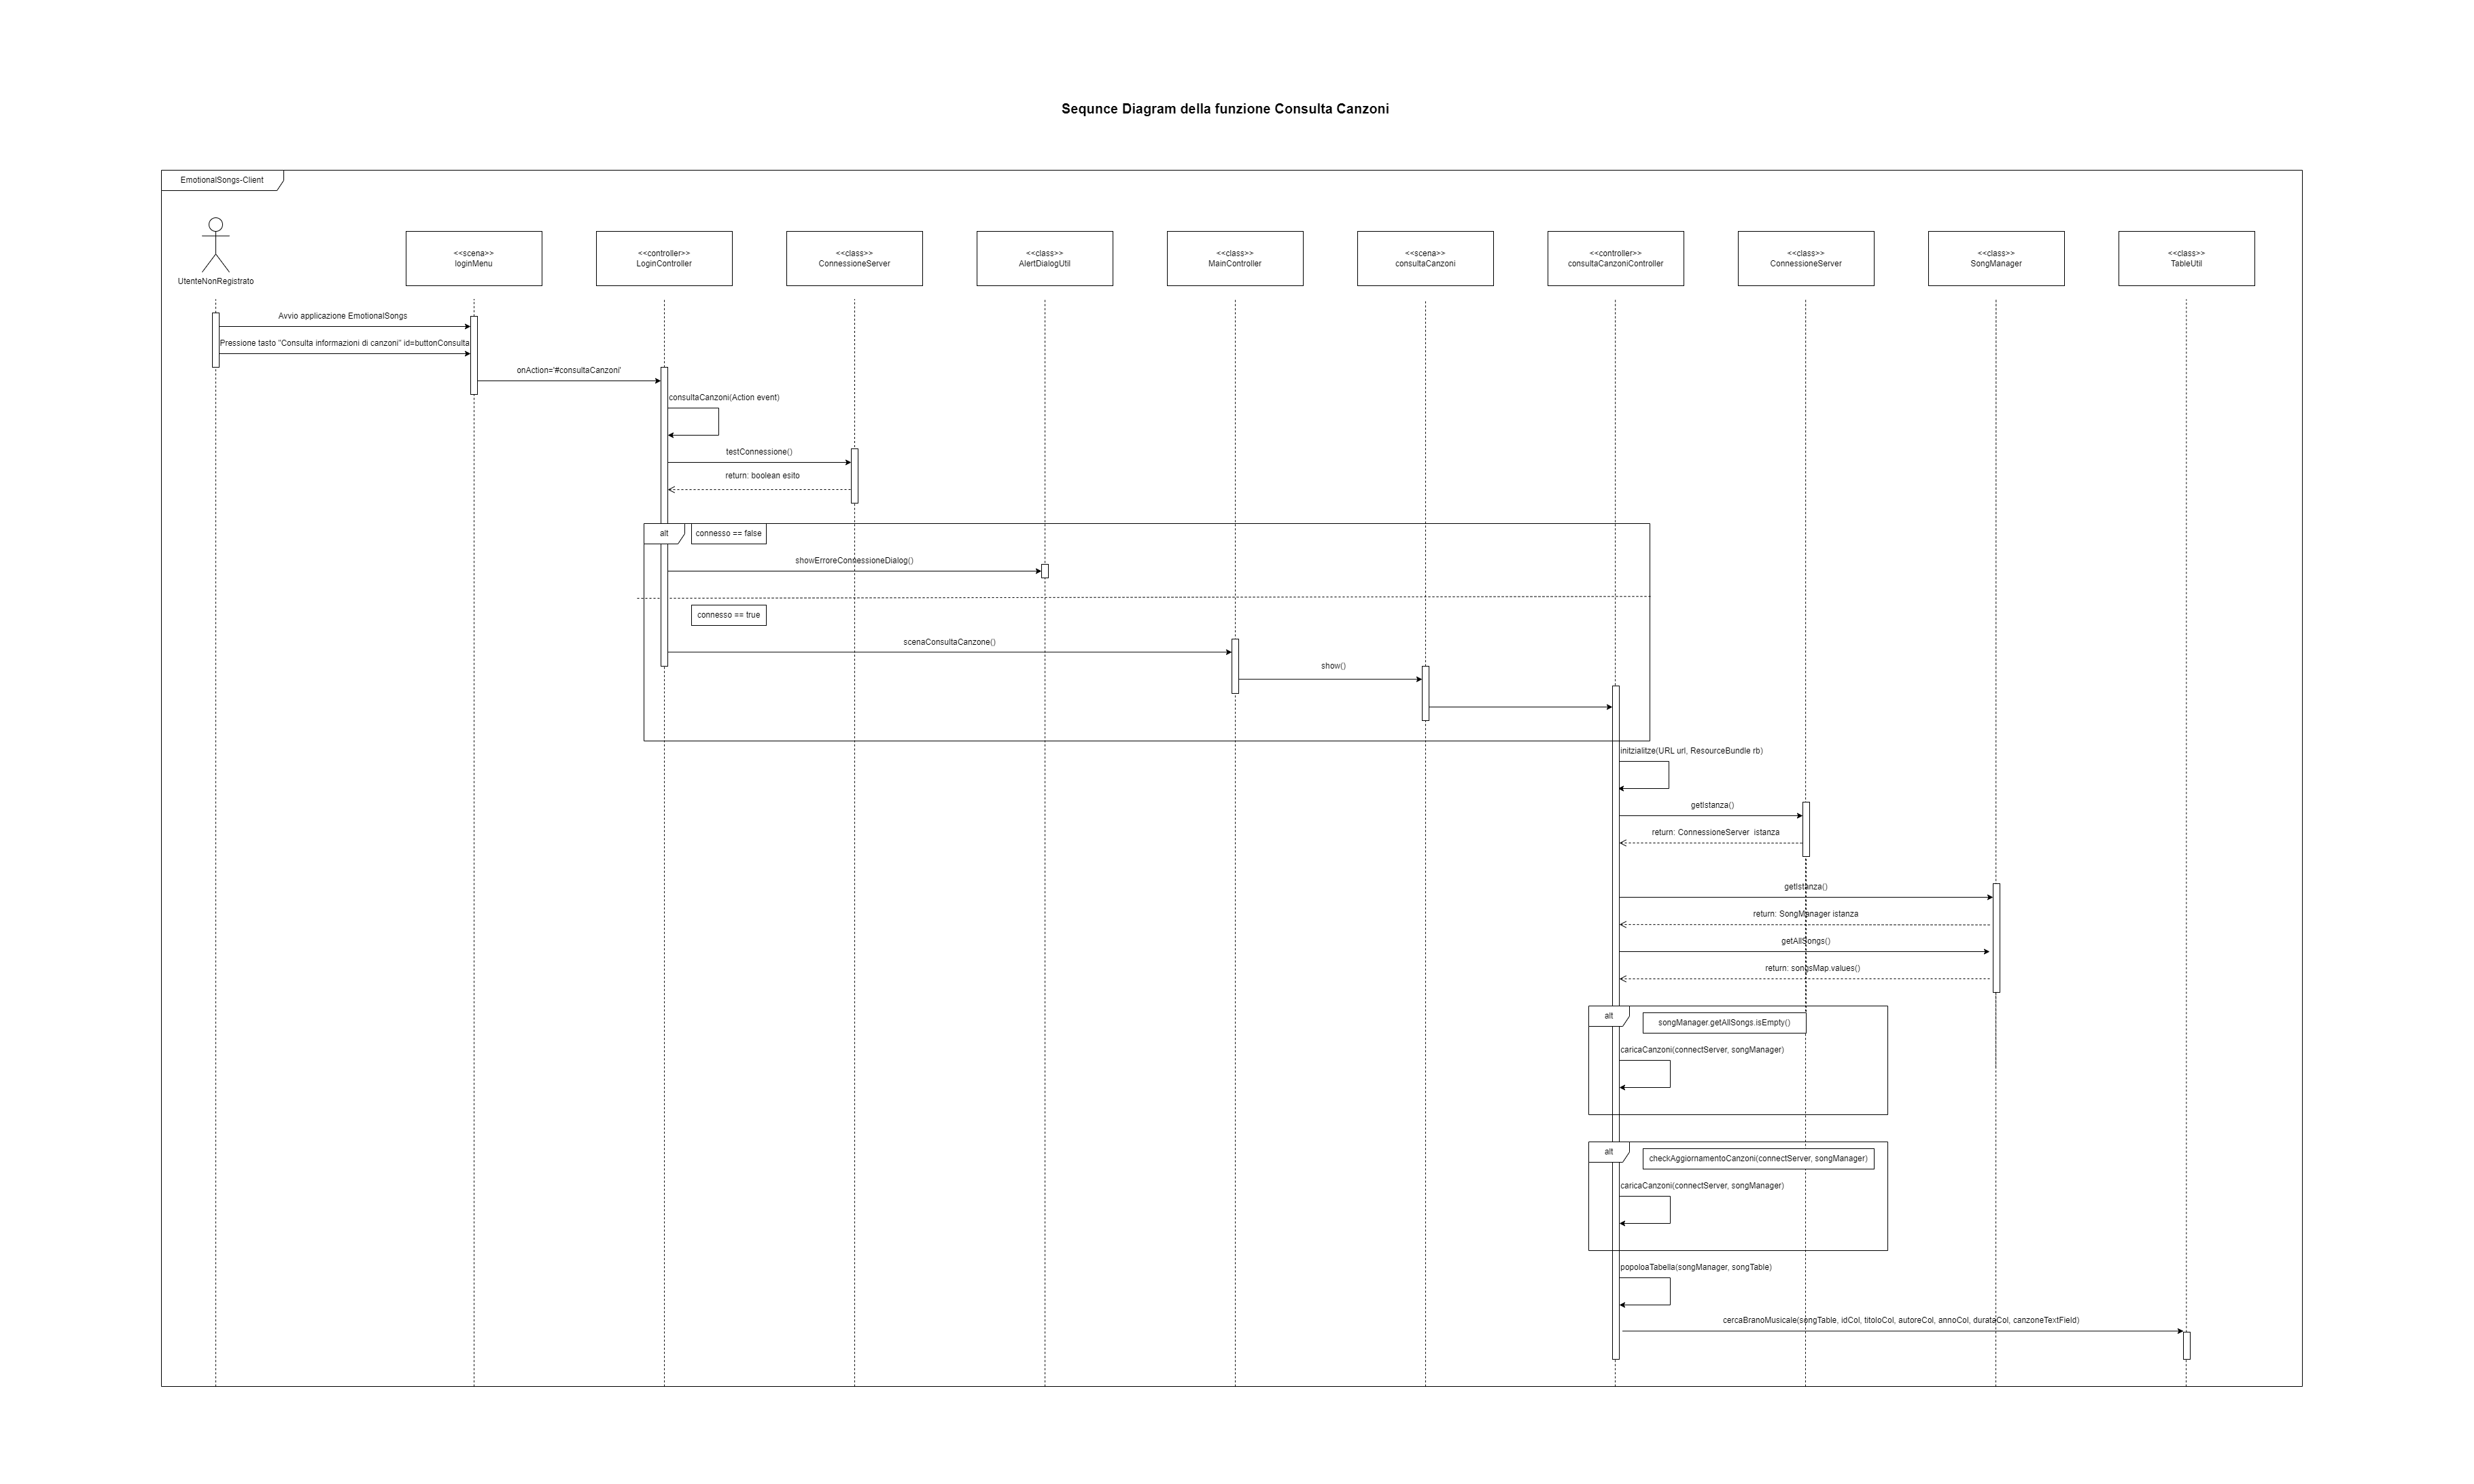 Sequnce Diagram della funzione Consulta Canzoni
EmotionalSongs-Client
UtenteNonRegistrato
<<scena>>
loginMenu
<<controller>>
LoginController
<<class>>
ConnessioneServer
<<class>>
AlertDialogUtil
<<class>>
MainController
<<scena>>
consultaCanzoni
<<controller>>
consultaCanzoniController
<<class>>
ConnessioneServer
<<class>>
SongManager
<<class>>
TableUtil
Avvio applicazione EmotionalSongs
Pressione tasto "Consulta informazioni di canzoni" id=buttonConsulta
onAction='#consultaCanzoni'
consultaCanzoni(Action event)
testConnessione()
return: boolean esito
alt
connesso == false
showErroreConnessioneDialog()
connesso == true
scenaConsultaCanzone()
show()
initzialitze(URL url, ResourceBundle rb)
getIstanza()
return: ConnessioneServer istanza
getIstanza()
return: SongManager istanza
getAllSongs()
return: songsMap.values()
alt
songManager.getAllSongs.isEmpty()
caricaCanzoni(connectServer, songManager)
alt
checkAggiornamentoCanzoni(connectServer, songManager)
caricaCanzoni(connectServer, songManager)
popoloaTabella(songManager, songTable)
cercaBranoMusicale(songTable, idCol, titoloCol, autoreCol, annoCol, durataCol, canzoneTextField)